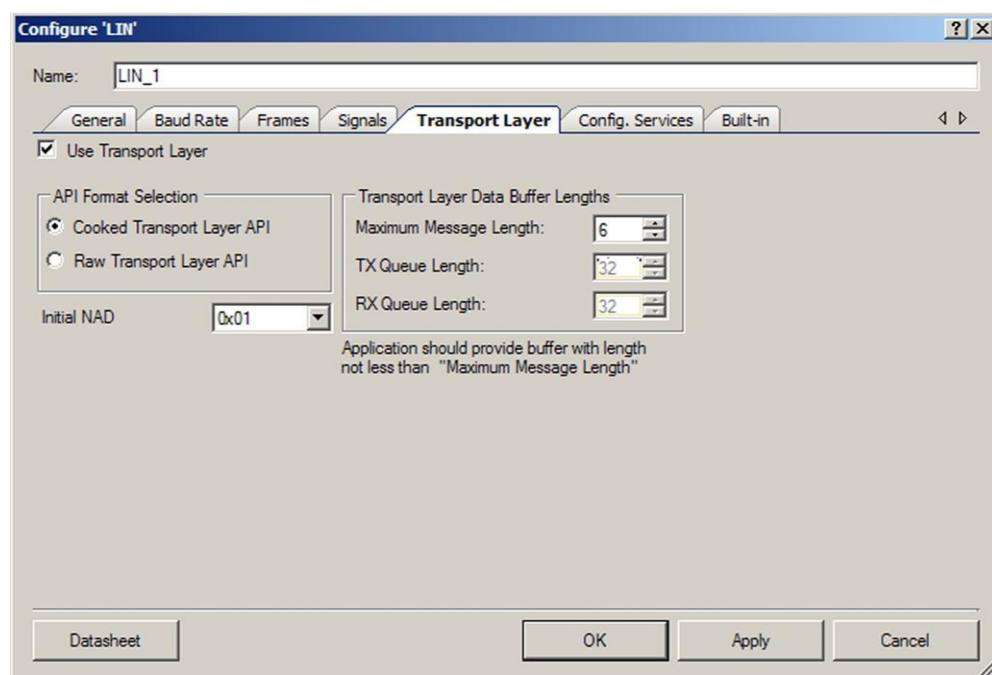 Configure 'LIN'
Name: LIN_1
General Baud Rate Frames Signals Transport Layer Config. Services Built-in
Use Transport Layer
API Format Selection
Cooked Transport Layer API
Raw Transport Layer API
Initial NAD 0x01
Transport Layer Data Buffer Lengths
Maximum Message Length: 6
TX Queue Length: 32
RX Queue Length: 32
Application should provide buffer with length
not less than "Maximum Message Length"
Datasheet OK Apply Cancel